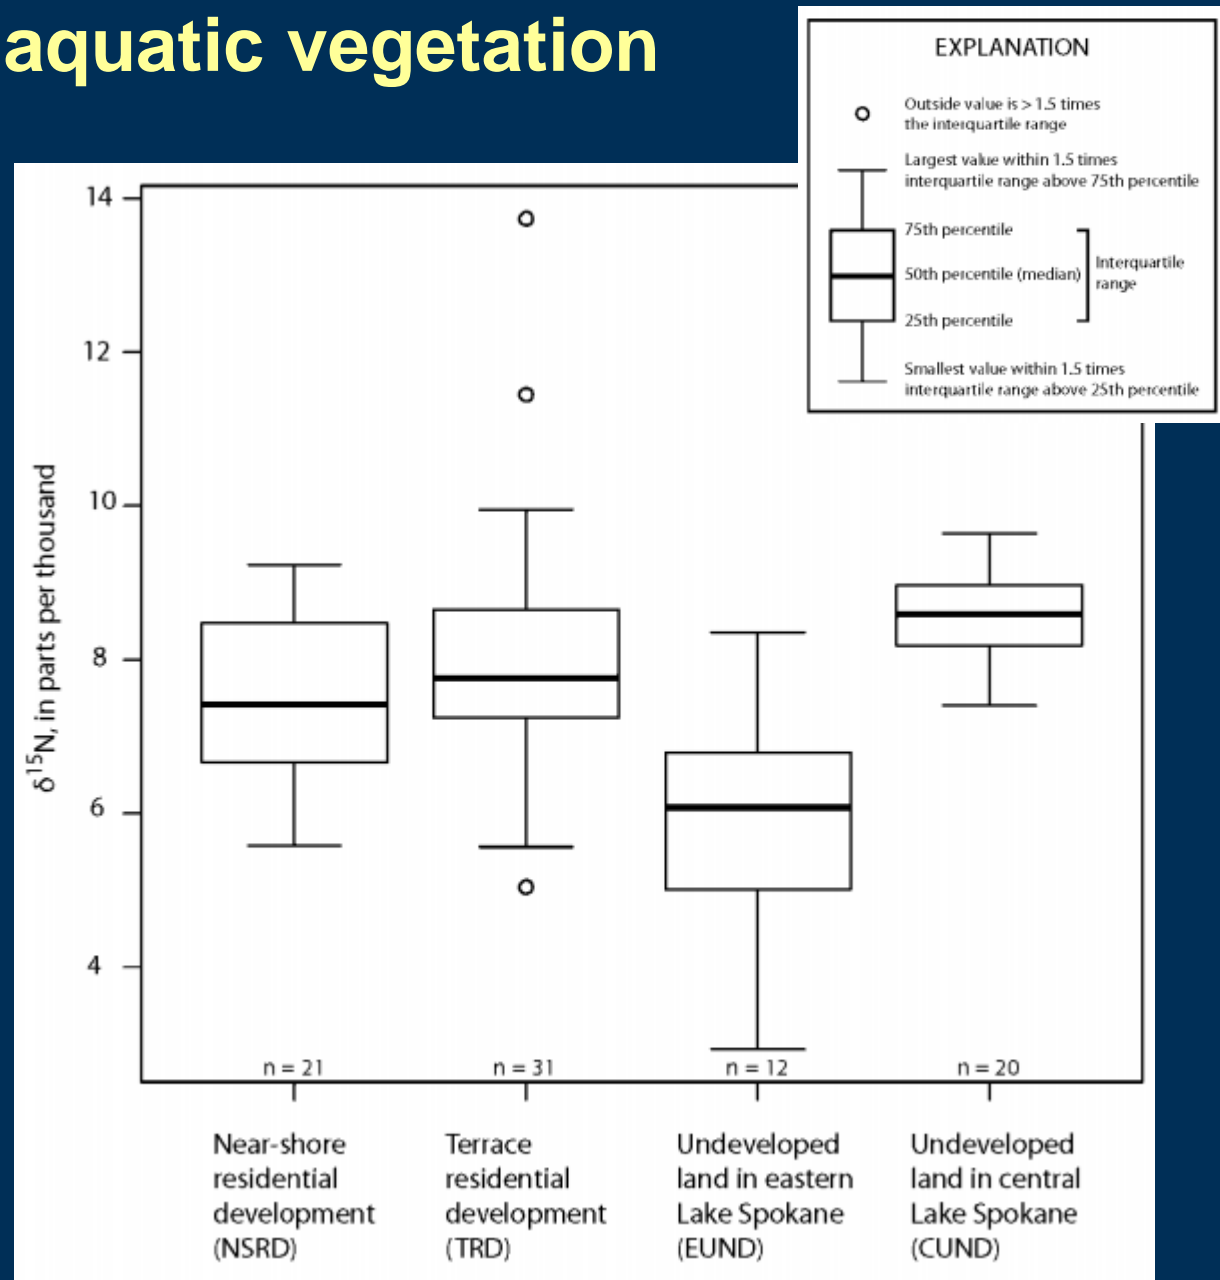 aquatic vegetation
EXPLANATION
Outside value is > 1.5 times
the interquartile range
Largest value within 1.5 times
interquartile range above 75th percentile
75th percentile
50th percentile (median)
Interquartile
range
25th percentile
Smallest value within 1.5 times
interquartile range above 25th percentile
δ¹⁵N, in parts per thousand
14
12
10
8
6
4
n = 21
n = 31
n = 12
n = 20
Near-shore
residential
development
(NSRD)
Terrace
residential
development
(TRD)
Undeveloped
land in eastern
Lake Spokane
(EUND)
Undeveloped
land in central
Lake Spokane
(CUND)